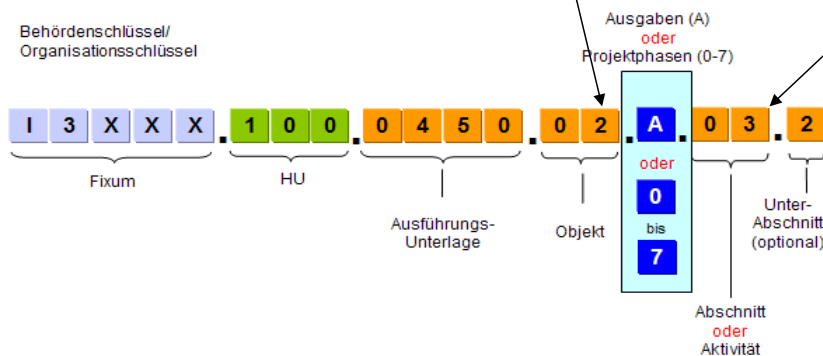 Behördenschlüssel/
Organisationsschlüssel
Ausgaben (A)
oder
Projektphasen (0-7)
I 3 X X X . 1 0 0 . 0 4 5 0 . 0 2 . A . 0 3 . 2
Fixum
HU
Ausführungs-
Unterlage
Objekt
oder
0
bis
7
Unter-
Abschnitt
(optional)
Abschnitt
oder
Aktivität